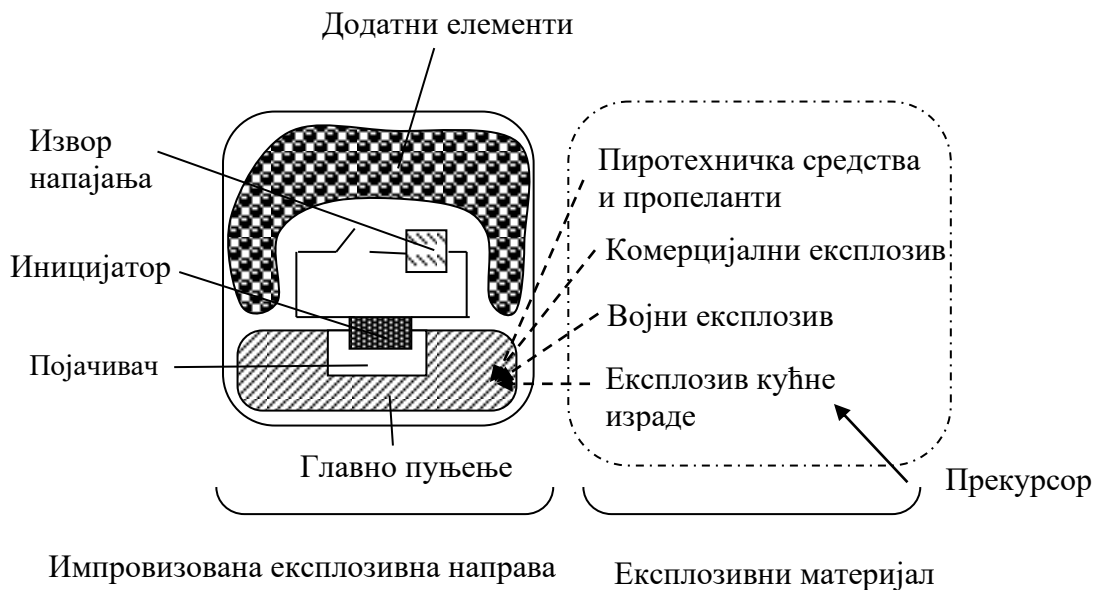 Додатни елементи
Извор
напајања
Иницијатор
Појачивач
Главно пуњење
Пиротехничка средства
и пропеланти
Комерцијални експлозив
Војни експлозив
Експлозив кућне
израде
Прекурсор
Импровизована експлозивна направа
Експлозивни материјал